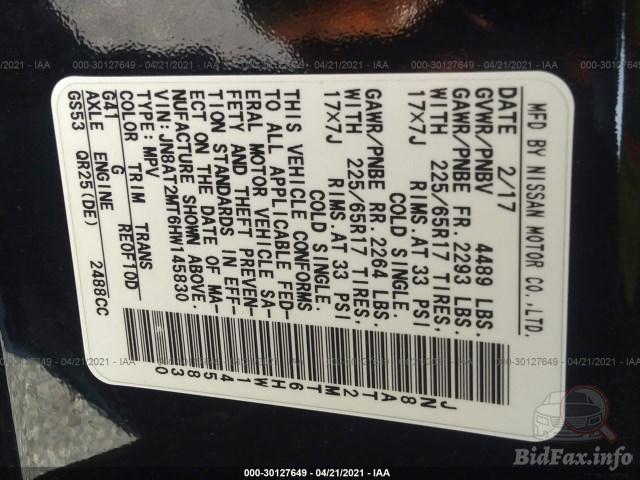 MFD BY NISSAN MOTOR CO.,LTD.
DATE 2/17
GVWR/PNBV 4489 LBS.
GAWR/PNBE FR. 2293 LBS.
WITH 225/65R17 TIRES,
17X7J RIMS.AT 33 PSI
COLD SINGLE.
GAWR/PNBE RR. 2264 LBS.
WITH 225/65R17 TIRES,
17X7J RIMS.AT 33 PSI
COLD SINGLE.
THIS VEHICLE CONFORMS
TO ALL APPLICABLE FED-
ERAL MOTOR VEHICLE SA-
FETY AND THEFT PREVEN-
TION STANDARDS IN EFF-
ECT ON THE DATE OF MA-
NUFACTURE SHOWN ABOVE.
VIN: JN8AT2MT6HW145830
TYPE: MPV
COLOR TRIM TRANS
G41 G RE0F10D
AXLE ENGINE
GS53 QR25(DE) 2488CC
JN8AT2MT6HW145830
000-30127649 - 04/21/2021 - IAA
BidFax.info